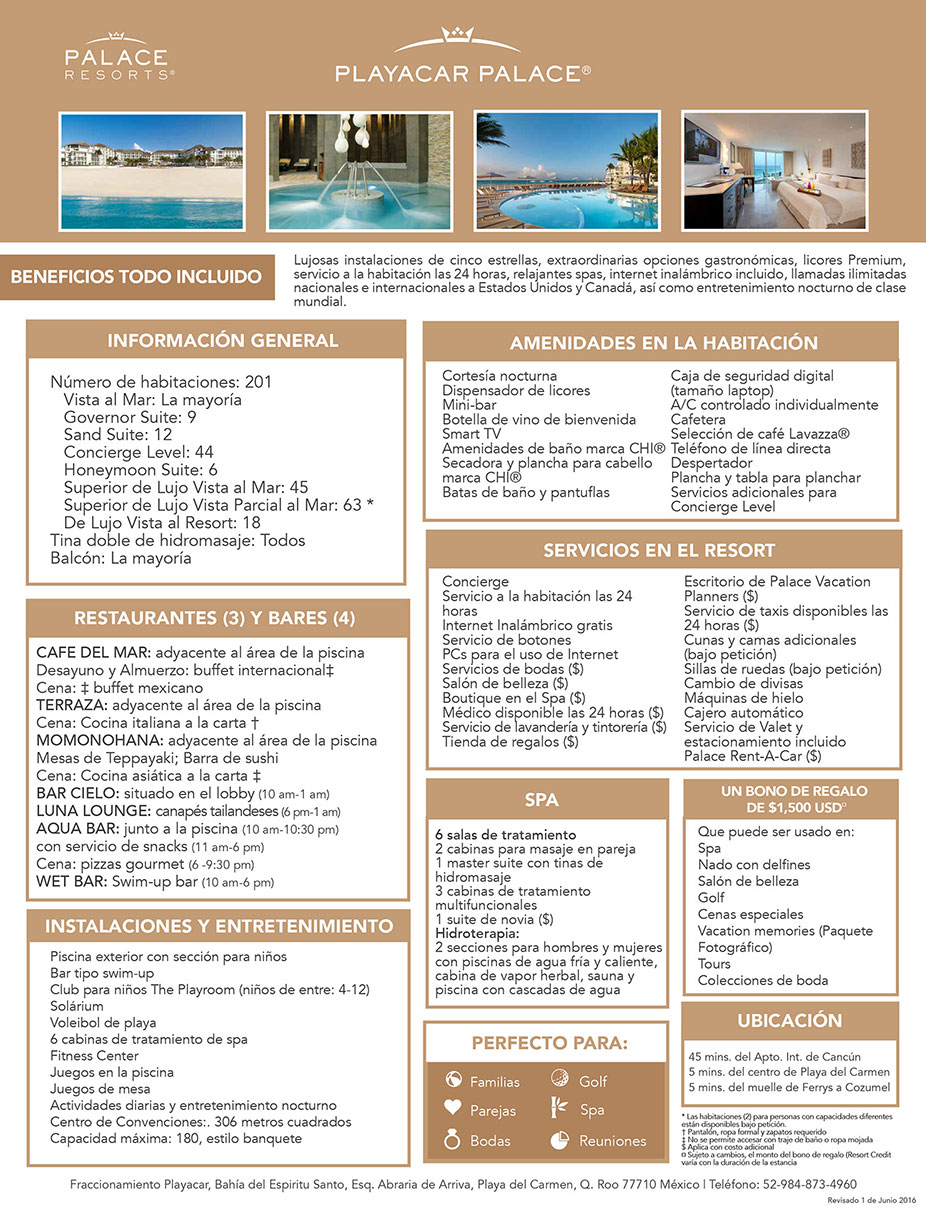 PALACE
RESORTS®
PLAYACAR PALACE®
BENEFICIOS TODO INCLUIDO
Lujosas instalaciones de cinco estrellas, extraordinarias opciones gastronómicas, licores Premium,
servicio a la habitación las 24 horas, relajantes spas, internet inalámbrico incluido, llamadas ilimitadas
nacionales e internacionales a Estados Unidos y Canadá, así como entretenimiento nocturno de clase
mundial.
INFORMACIÓN GENERAL
Número de habitaciones: 201
Vista al Mar: La mayoría
Governor Suite: 9
Sand Suite: 12
Concierge Level: 44
Honeymoon Suite: 6
Superior de Lujo Vista al Mar: 45
Superior de Lujo Vista Parcial al Mar: 63 *
De Lujo Vista al Resort: 18
Tina doble de hidromasaje: Todos
Balcón: La mayoría
RESTAURANTES (3) Y BARES (4)
CAFE DEL MAR: adyacente al área de la piscina
Desayuno y Almuerzo: buffet internacional‡
Cena: ‡ buffet mexicano
TERRAZA: adyacente al área de la piscina
Cena: Cocina italiana a la carta †
MOMONOHANA: adyacente al área de la piscina
Mesas de Teppayaki; Barra de sushi
Cena: Cocina asiática a la carta ‡
BAR CIELO: situado en el lobby (10 am-1 am)
LUNA LOUNGE: canapés tailandeses (6 pm-1 am)
AQUA BAR: junto a la piscina (10 am-10:30 pm)
con servicio de snacks (11 am-6 pm)
Cena: pizzas gourmet (6 -9:30 pm)
WET BAR: Swim-up bar (10 am-6 pm)
INSTALACIONES Y ENTRETENIMIENTO
Piscina exterior con sección para niños
Bar tipo swim-up
Club para niños The Playroom (niños de entre: 4-12)
Solárium
Voleibol de playa
6 cabinas de tratamiento de spa
Fitness Center
Juegos en la piscina
Juegos de mesa
Actividades diarias y entretenimiento nocturno
Centro de Convenciones:. 306 metros cuadrados
Capacidad máxima: 180, estilo banquete
AMENIDADES EN LA HABITACIÓN
Cortesía nocturna
Dispensador de licores
Mini-bar
Botella de vino de bienvenida
Smart TV
Amenidades de baño marca CHI®
Secadora y plancha para cabello
marca CHI®
Batas de baño y pantuflas
Caja de seguridad digital
(tamaño laptop)
A/C controlado individualmente
Cafetera
Selección de café Lavazza®
Teléfono de línea directa
Despertador
Plancha y tabla para planchar
Servicios adicionales para
Concierge Level
SERVICIOS EN EL RESORT
Concierge
Servicio a la habitación las 24
horas
Internet Inalámbrico gratis
Servicio de botones
PCs para el uso de Internet
Servicios de bodas ($)
Salón de belleza ($)
Boutique en el Spa ($)
Médico disponible las 24 horas ($)
Servicio de lavandería y tintorería ($)
Tienda de regalos ($)
Escritorio de Palace Vacation
Planners ($)
Servicio de taxis disponibles las
24 horas ($)
Cunas y camas adicionales
(bajo petición)
Sillas de ruedas (bajo petición)
Cambio de divisas
Máquinas de hielo
Cajero automático
Servicio de Valet y
estacionamiento incluido
Palace Rent-A-Car ($)
SPA
6 salas de tratamiento
2 cabinas para masaje en pareja
1 master suite con tinas de
hidromasaje
3 cabinas de tratamiento
multifuncionales
1 suite de novia ($)
Hidroterapia:
2 secciones para hombres y mujeres
con piscinas de agua fría y caliente,
cabina de vapor herbal, sauna y
piscina con cascadas de agua
UN BONO DE REGALO
DE $1,500 USD¤
Que puede ser usado en:
Spa
Nado con delfines
Salón de belleza
Golf
Cenas especiales
Vacation memories (Paquete
Fotográfico)
Tours
Colecciones de boda
PERFECTO PARA:
Familias
Parejas
Bodas
Golf
Spa
Reuniones
UBICACIÓN
45 mins. del Apto. Int. de Cancún
5 mins. del centro de Playa del Carmen
5 mins. del muelle de Ferrys a Cozumel
* Las habitaciones (2) para personas con capacidades diferentes
están disponibles bajo petición.
† Pantalón, ropa formal y zapatos requerido
‡ No se permite accesar con traje de baño o ropa mojada
$ Aplica con costo adicional
¤ Sujeto a cambios, el monto del bono de regalo (Resort Credit
varía con la duración de la estancia
Fraccionamiento Playacar, Bahía del Espiritu Santo, Esq. Abraria de Arriva, Playa del Carmen, Q. Roo 77710 México | Teléfono: 52-984-873-4960
Revisado 1 de Junio 2016